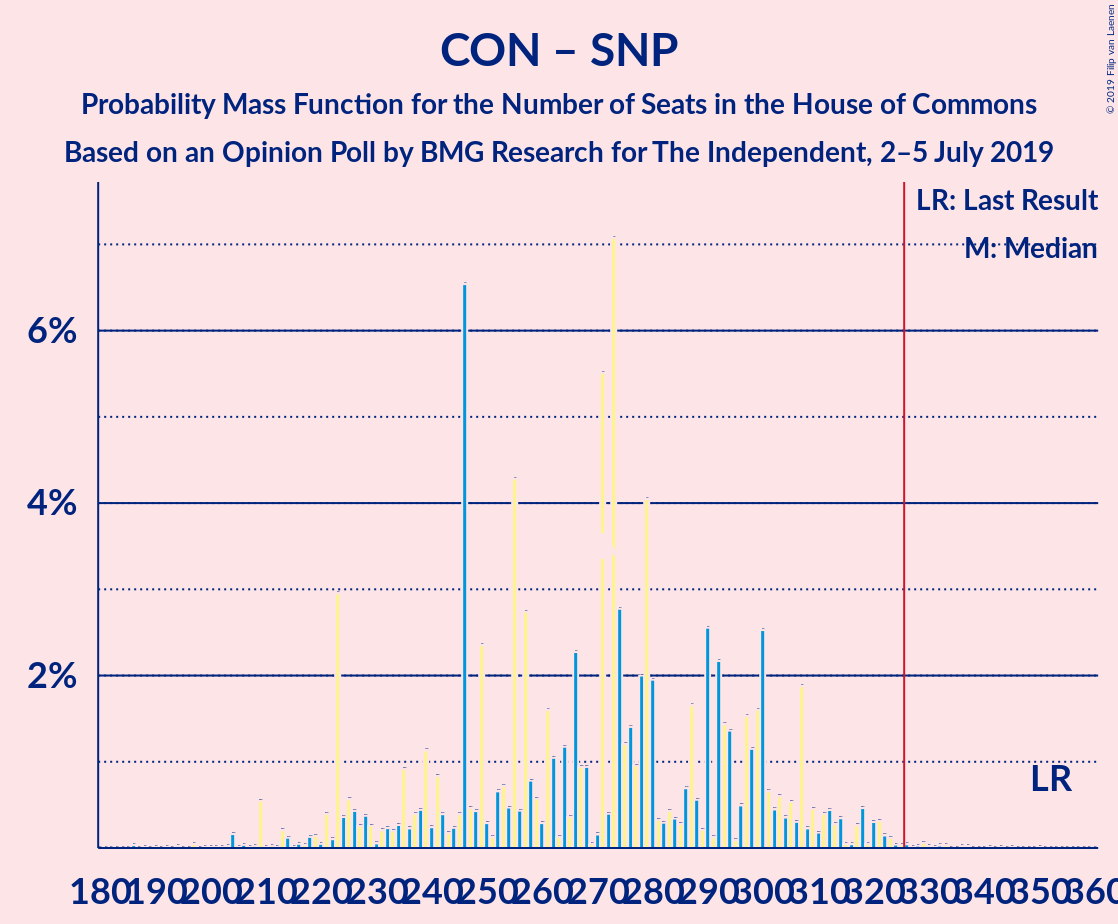 CON – SNP
Probability Mass Function for the Number of Seats in the House of Commons
Based on an Opinion Poll by BMG Research for The Independent, 2–5 July 2019
© 2019 Filip van Laenen
LR: Last Result
M: Median
6%
4%
2%
LR
180 190 200 210 220 230 240 250 260 270 280 290 300 310 320 330 340 350 360